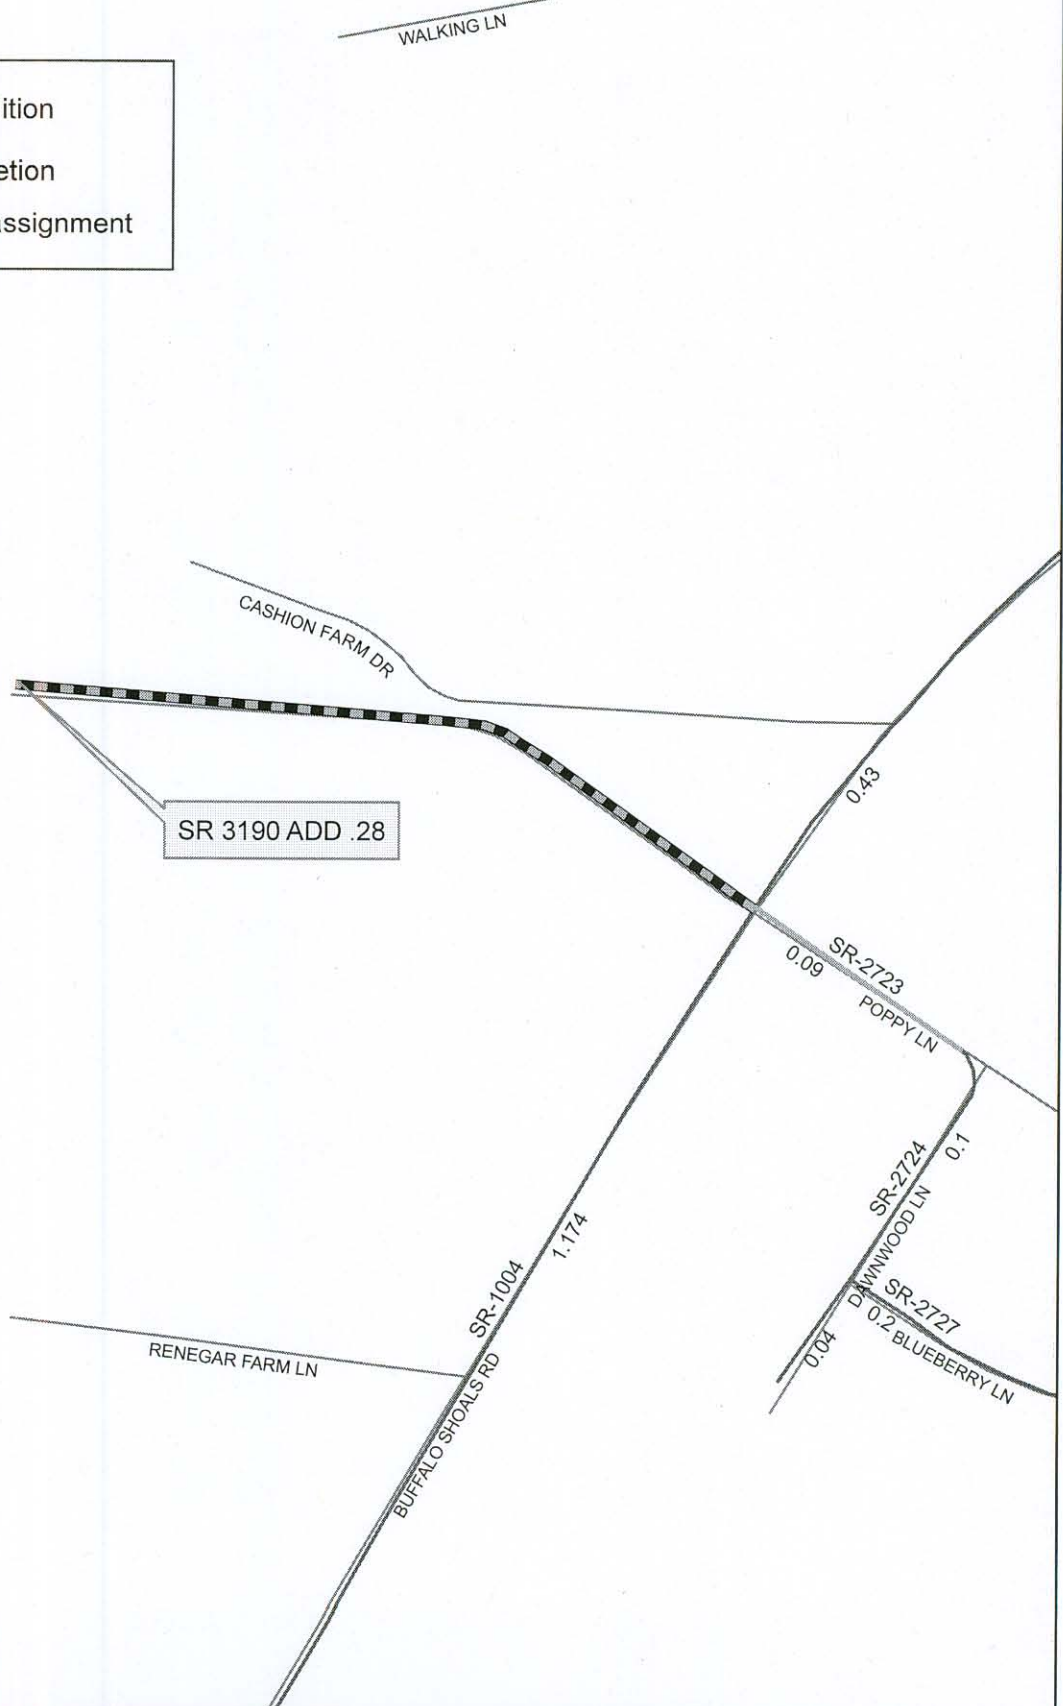 WALKING LN
ition
etion
assignment
CASHION FARM DR
0.43
SR 3190 ADD .28
SR-2723
0.09
POPPY LN
0.1
SR-2724
DAWNWOOD LN
1.174
SR-1004
SR-2727
0.2 BLUEBERRY LN
0.04
RENEGAR FARM LN
BUFFALO SHOALS RD